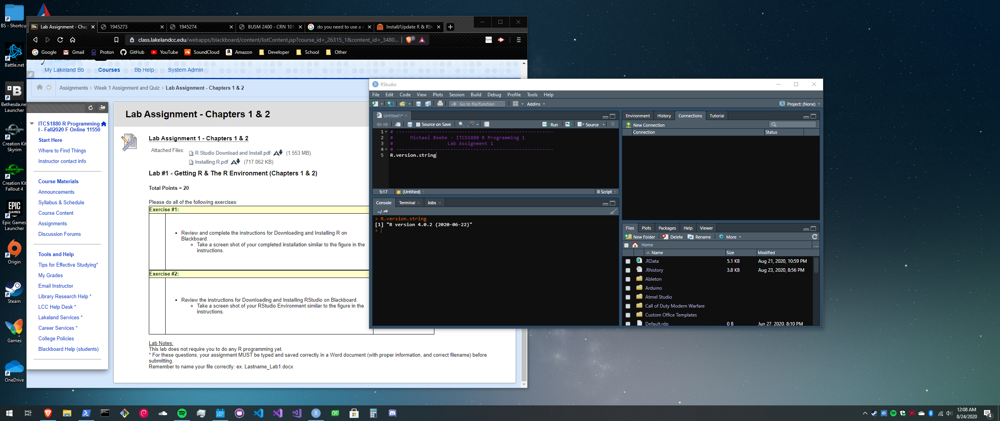 BS - Shortcu
Battle.net
Bethesda.ne
Launcher
Creation Kit
Skyrim
Creation Kit
Fallout 4
EPIC
GAMES
Epic Games
Launcher
Origin
Steam
Games
OneDrive
Bb Lab Assignment - Chap
1945273
1945274
BUSM 2400 - CRN 101
do you need to use a w
Install/Update R & RSt
class.lakelandcc.edu/webapps/blackboard/content/listContent.jsp?course_id=_26315_1&content_id=_3480...
1
font
Google Gmail Proton GitHub YouTube SoundCloud Amazon Developer School Other
My Lakeland Bb Courses Bb Help System Admin
Assignments › Week 1 Assignment and Quiz › Lab Assignment - Chapters 1 & 2
ITCS1880 R Programming
I - Fall2020 F Online 11550
Start Here
Where to Find Things
Instructor contact info
Course Materials
Announcements
Syllabus & Schedule
Course Content
Assignments
Discussion Forums
Tools and Help
Tips for Effective Studying*
My Grades
Email Instructor
Library Research Help *
LCC Help Desk *
Lakeland Services *
Career Services *
College Policies
Blackboard Help (students)
Lab Assignment - Chapters 1 & 2
Lab Assignment 1 - Chapters 1 & 2
Attached Files: R Studio Download and Install.pdf (1.553 MB)
Installing R.pdf (717.062 KB)
Lab #1 - Getting R & The R Environment (Chapters 1 & 2)
Total Points = 20
Please do all of the following exercises:
Exercise #1:
• Review and complete the instructions for Downloading and Installing R on
Blackboard.
Take a screen shot of your completed installation similar to the figure in the
instructions.
Exercise #2:
• Review the instructions for Downloading and Installing RStudio on Blackboard.
Take a screen shot of your RStudio Environment similar to the figure in the
instructions.
Lab Notes:
This lab does not require you to do any R programming yet.
* For these questions, your assignment MUST be typed and saved correctly in a Word document (with proper information, and correct filename) before
submitting.
Remember to name your file correctly: ex. Lastname_Lab1.docx
R RStudio
File Edit Code View Plots Session Build Debug Profile Tools Help
Go to file/function Addins Project: (None)
Untitled1*
Source on Save Run Source
1 # -------------------------------------------------------
2 # Michael Beebe - ITCS1880 R Programming 1
3 # Lab Assignment 1
4 # -------------------------------------------------------
5 R.version.string
5:17 # (Untitled) R Script
Console Terminal Jobs
~/
> R.version.string
[1] "R version 4.0.2 (2020-06-22)"
>
Environment History Connections Tutorial
New Connection
Connection Status
Files Plots Packages Help Viewer
New Folder Delete Rename More
Home ...
Name Size Modified
.RData 5.1 KB Aug 21, 2020, 10:59 PM
.Rhistory 3.8 KB Aug 23, 2020, 8:56 PM
Ableton
Arduino
Atmel Studio
Call of Duty Modern Warfare
Custom Office Templates
Default.rdp 0 B Jun 27, 2020, 8:10 PM
R
QC
12:08 AM
8/24/2020
4